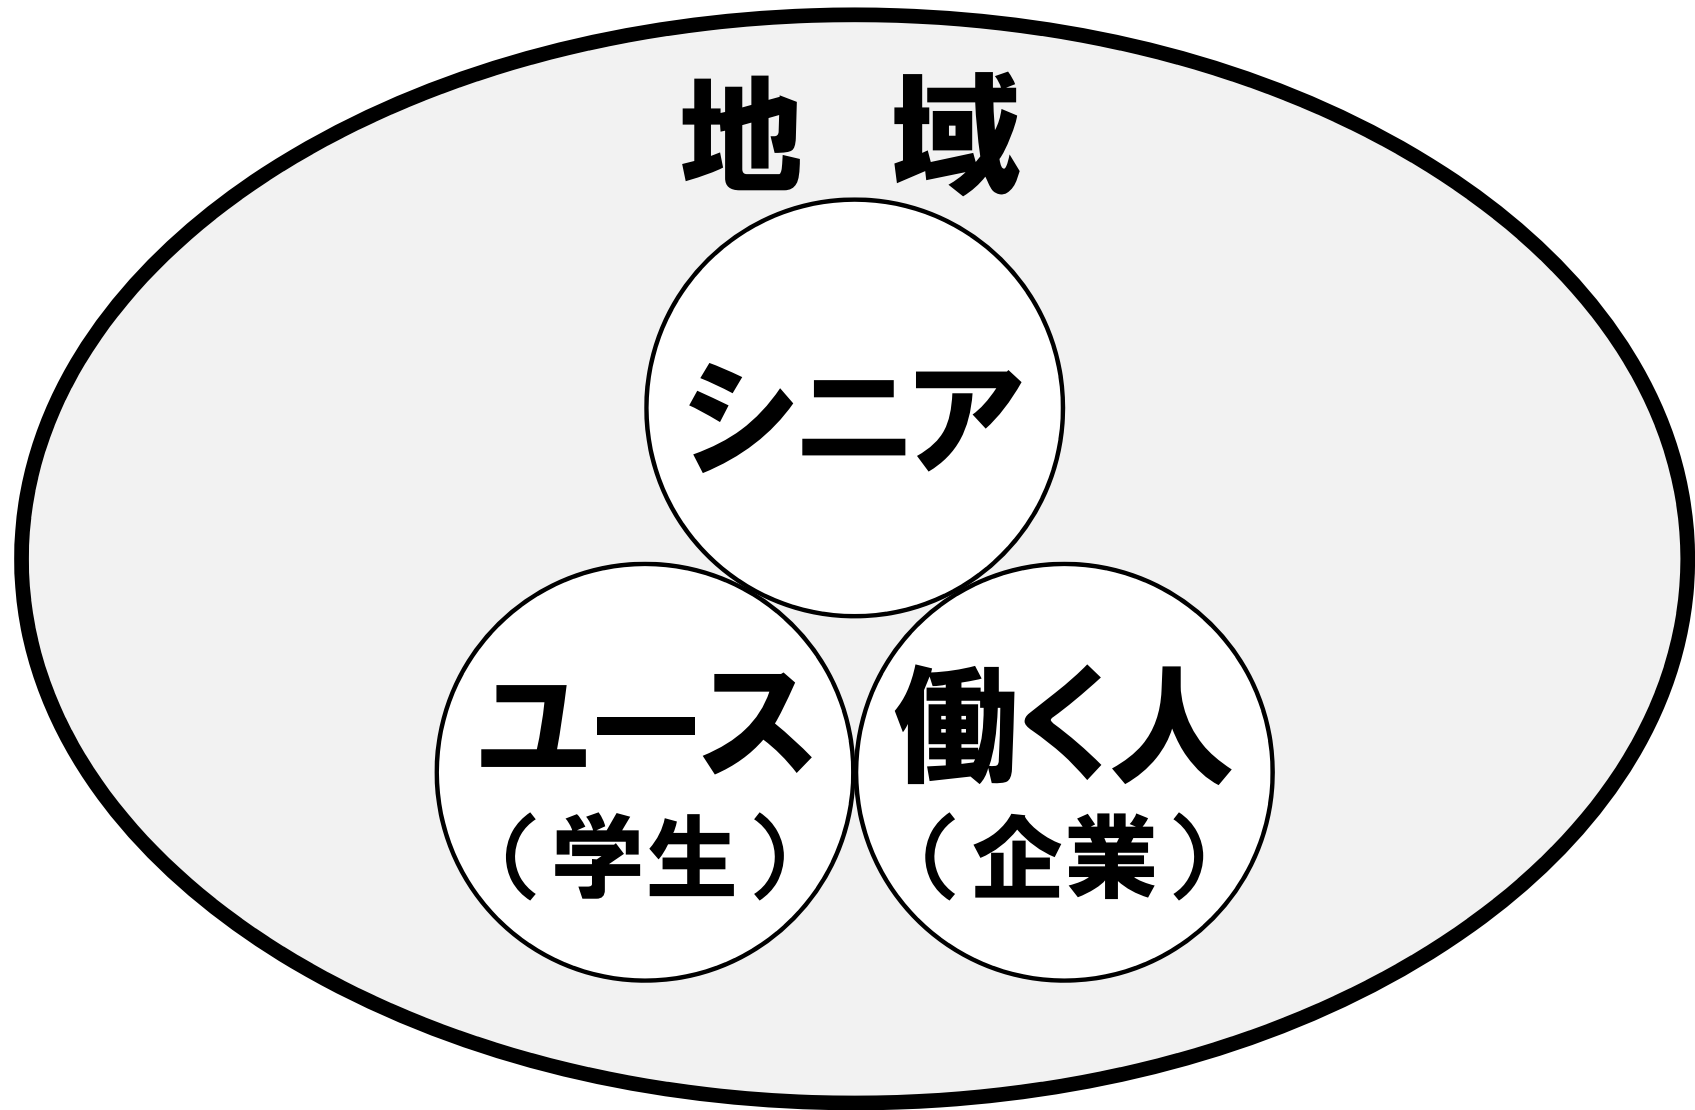 地 域
シニア
ユース
（学生）
働く人
（企業）